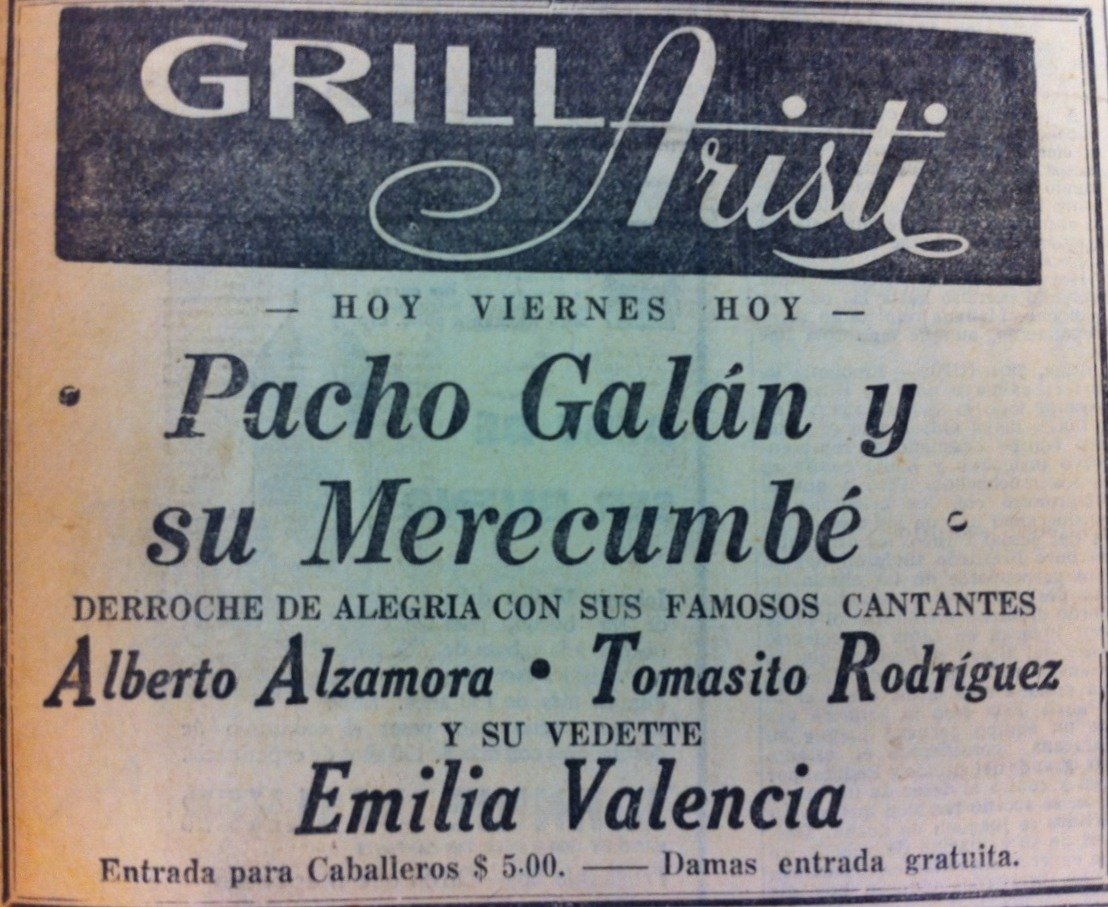 GRILL Aristi
— HOY VIERNES HOY —
Pacho Galán y
su Merecumbé
DERROCHE DE ALEGRIA CON SUS FAMOSOS CANTANTES
Alberto Alzamora • Tomasito Rodríguez
Y SU VEDETTE
Emilia Valencia
Entrada para Caballeros $ 5.00. —— Damas entrada gratuita.